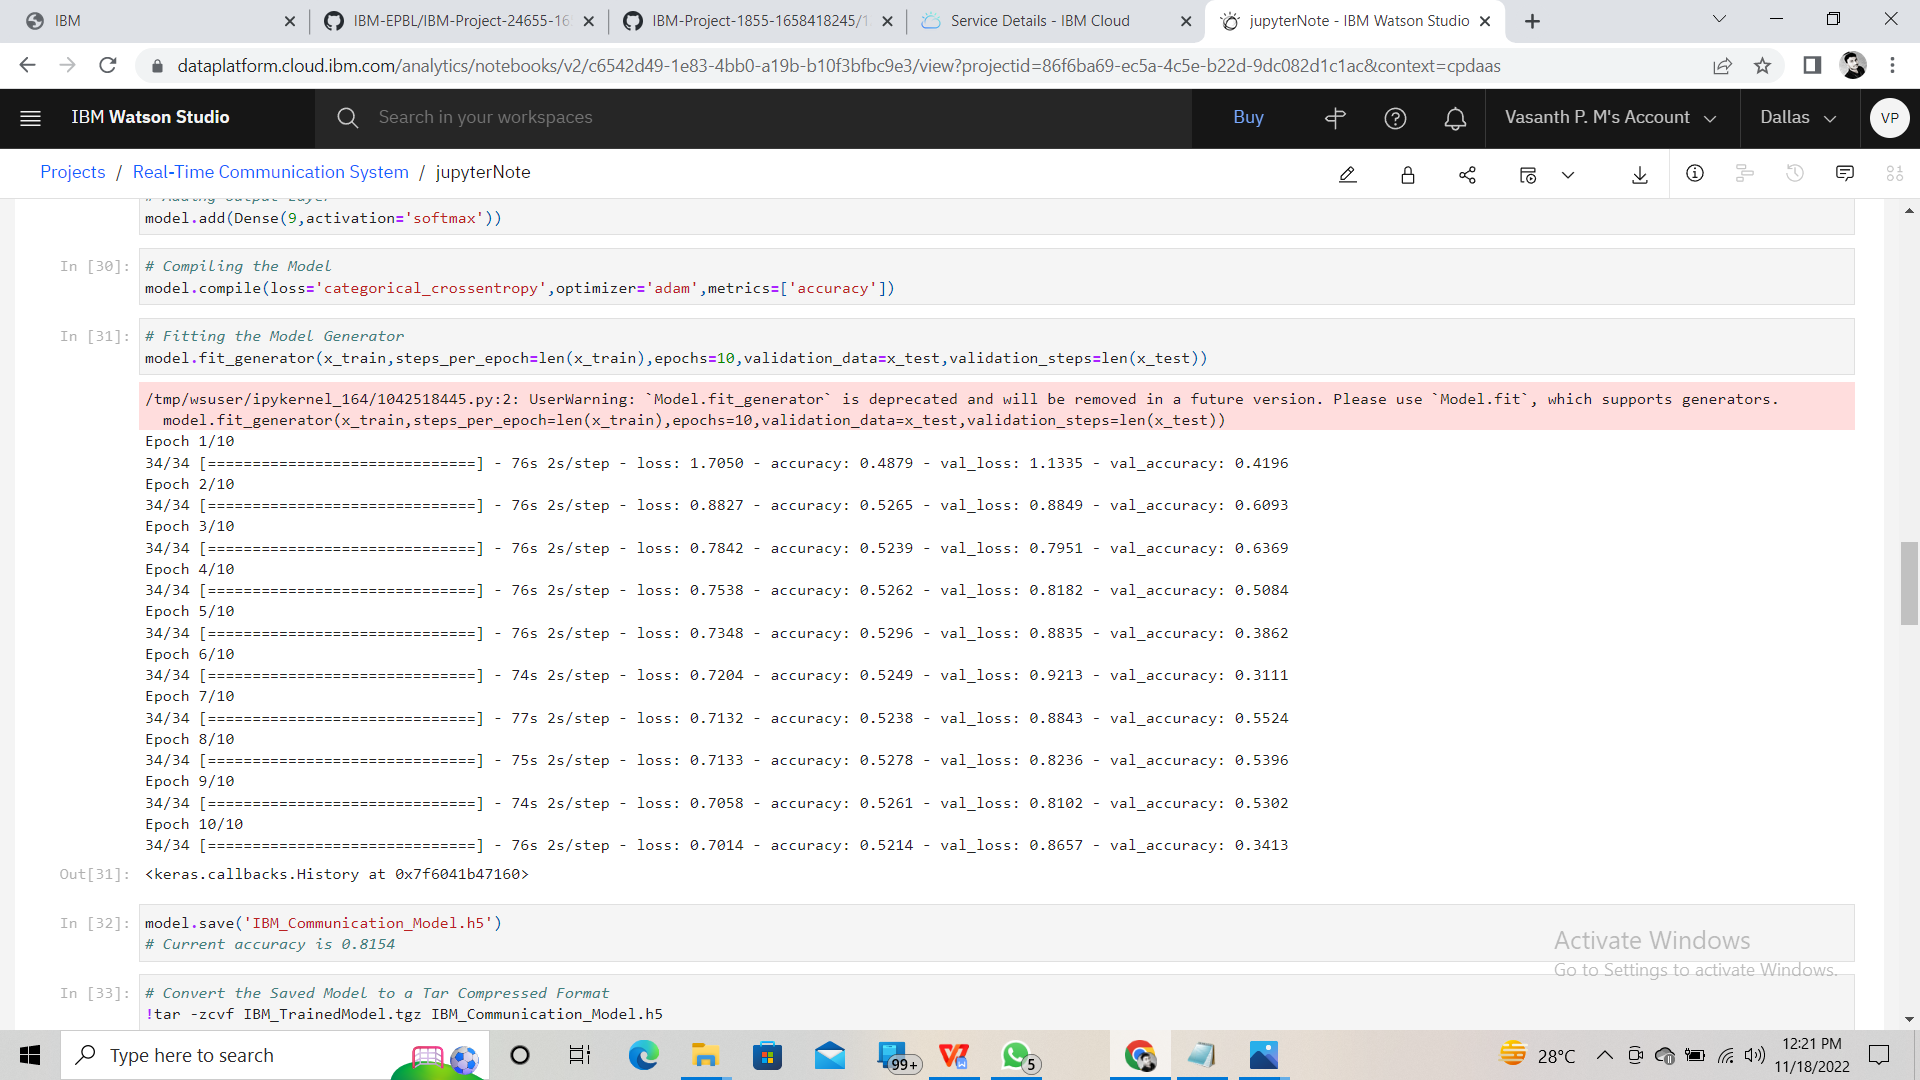 IBM
IBM-EPBL/IBM-Project-24655-16
IBM-Project-1855-1658418245/1
Service Details - IBM Cloud
jupyterNote - IBM Watson Studio
dataplatform.cloud.ibm.com/analytics/notebooks/v2/c6542d49-1e83-4bb0-a19b-b10f3bfbc9e3/view?projectid=86f6ba69-ec5a-4c5e-b22d-9dc082d1c1ac&context=cpdaas
IBM Watson Studio
Search in your workspaces
Buy
Vasanth P. M's Account
Dallas
VP
Projects / Real-Time Communication System / jupyterNote
# Adding Output Layer
model.add(Dense(9,activation='softmax'))
In [30]: # Compiling the Model
model.compile(loss='categorical_crossentropy',optimizer='adam',metrics=['accuracy'])
In [31]: # Fitting the Model Generator
model.fit_generator(x_train,steps_per_epoch=len(x_train),epochs=10,validation_data=x_test,validation_steps=len(x_test))
/tmp/wsuser/ipykernel_164/1042518445.py:2: UserWarning: `Model.fit_generator` is deprecated and will be removed in a future version. Please use `Model.fit`, which supports generators.
model.fit_generator(x_train,steps_per_epoch=len(x_train),epochs=10,validation_data=x_test,validation_steps=len(x_test))
Epoch 1/10
34/34 [==============================] - 76s 2s/step - loss: 1.7050 - accuracy: 0.4879 - val_loss: 1.1335 - val_accuracy: 0.4196
Epoch 2/10
34/34 [==============================] - 76s 2s/step - loss: 0.8827 - accuracy: 0.5265 - val_loss: 0.8849 - val_accuracy: 0.6093
Epoch 3/10
34/34 [==============================] - 76s 2s/step - loss: 0.7842 - accuracy: 0.5239 - val_loss: 0.7951 - val_accuracy: 0.6369
Epoch 4/10
34/34 [==============================] - 76s 2s/step - loss: 0.7538 - accuracy: 0.5262 - val_loss: 0.8182 - val_accuracy: 0.5084
Epoch 5/10
34/34 [==============================] - 76s 2s/step - loss: 0.7348 - accuracy: 0.5296 - val_loss: 0.8835 - val_accuracy: 0.3862
Epoch 6/10
34/34 [==============================] - 74s 2s/step - loss: 0.7204 - accuracy: 0.5249 - val_loss: 0.9213 - val_accuracy: 0.3111
Epoch 7/10
34/34 [==============================] - 77s 2s/step - loss: 0.7132 - accuracy: 0.5238 - val_loss: 0.8843 - val_accuracy: 0.5524
Epoch 8/10
34/34 [==============================] - 75s 2s/step - loss: 0.7133 - accuracy: 0.5278 - val_loss: 0.8236 - val_accuracy: 0.5396
Epoch 9/10
34/34 [==============================] - 74s 2s/step - loss: 0.7058 - accuracy: 0.5261 - val_loss: 0.8102 - val_accuracy: 0.5302
Epoch 10/10
34/34 [==============================] - 76s 2s/step - loss: 0.7014 - accuracy: 0.5214 - val_loss: 0.8657 - val_accuracy: 0.3413
Out[31]: <keras.callbacks.History at 0x7f6041b47160>
In [32]: model.save('IBM_Communication_Model.h5')
# Current accuracy is 0.8154
Activate Windows
Go to Settings to activate Windows.
In [33]: # Convert the Saved Model to a Tar Compressed Format
!tar -zcvf IBM_TrainedModel.tgz IBM_Communication_Model.h5
Type here to search
99+
5
28°C
12:21 PM
11/18/2022